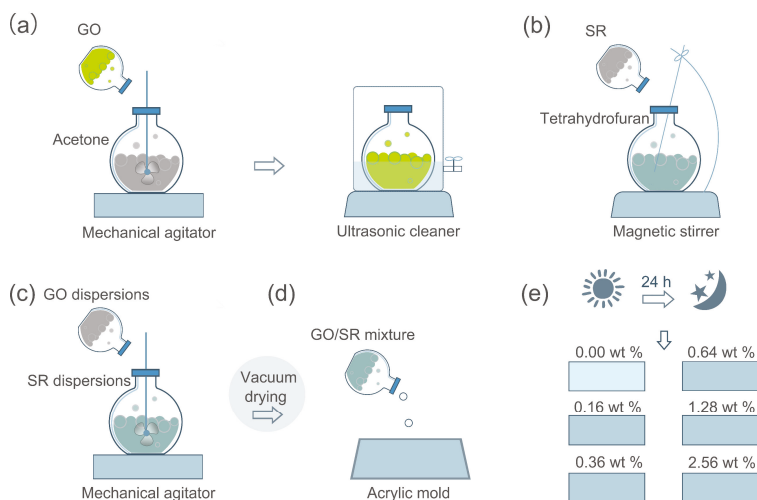 (a)
GO
Acetone
Mechanical agitator
Ultrasonic cleaner
(b)
SR
Tetrahydrofuran
Magnetic stirrer
(c)
GO dispersions
SR dispersions
Mechanical agitator
Vacuum
drying
(d)
GO/SR mixture
Acrylic mold
(e)
24 h
0.00 wt %
0.64 wt %
0.16 wt %
1.28 wt %
0.36 wt %
2.56 wt %